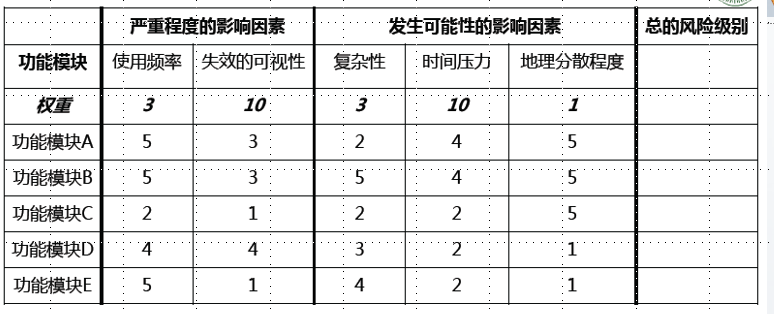 严重程度的影响因素 发生可能性的影响因素 总的风险级别
功能模块 使用频率 失效的可视性 复杂性 时间压力 地理分散程度
权重 3 10 3 10 1
功能模块A 5 3 2 4 5
功能模块B 5 3 5 4 5
功能模块C 2 1 2 2 5
功能模块D 4 4 3 2 1
功能模块E 5 1 4 2 1